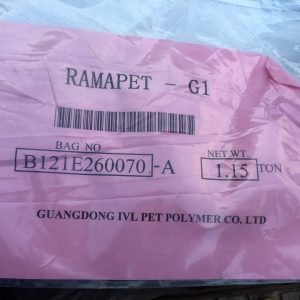 RAMAPET - G1
BAG NO
B121E260070-A
NET WT.
1.15 TON
GUANGDONG IVL PET POLYMER CO. LTD